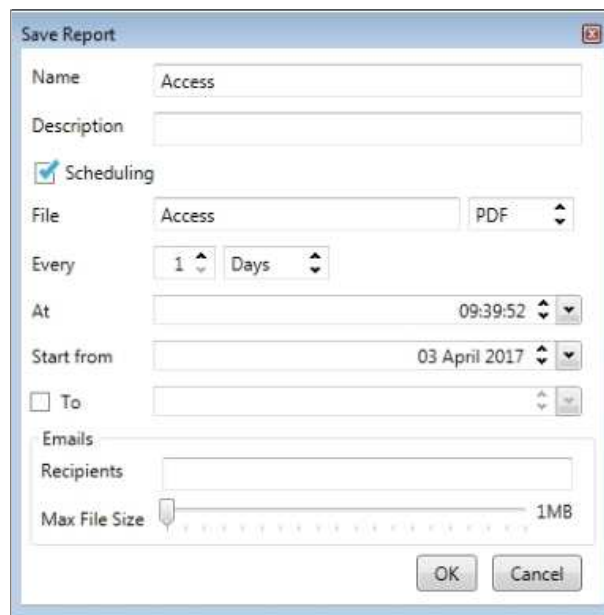 Save Report
Name Access
Description
Scheduling
File Access PDF
Every 1 Days
At 09:39:52
Start from 03 April 2017
To
Emails
Recipients
Max File Size 1MB
OK Cancel